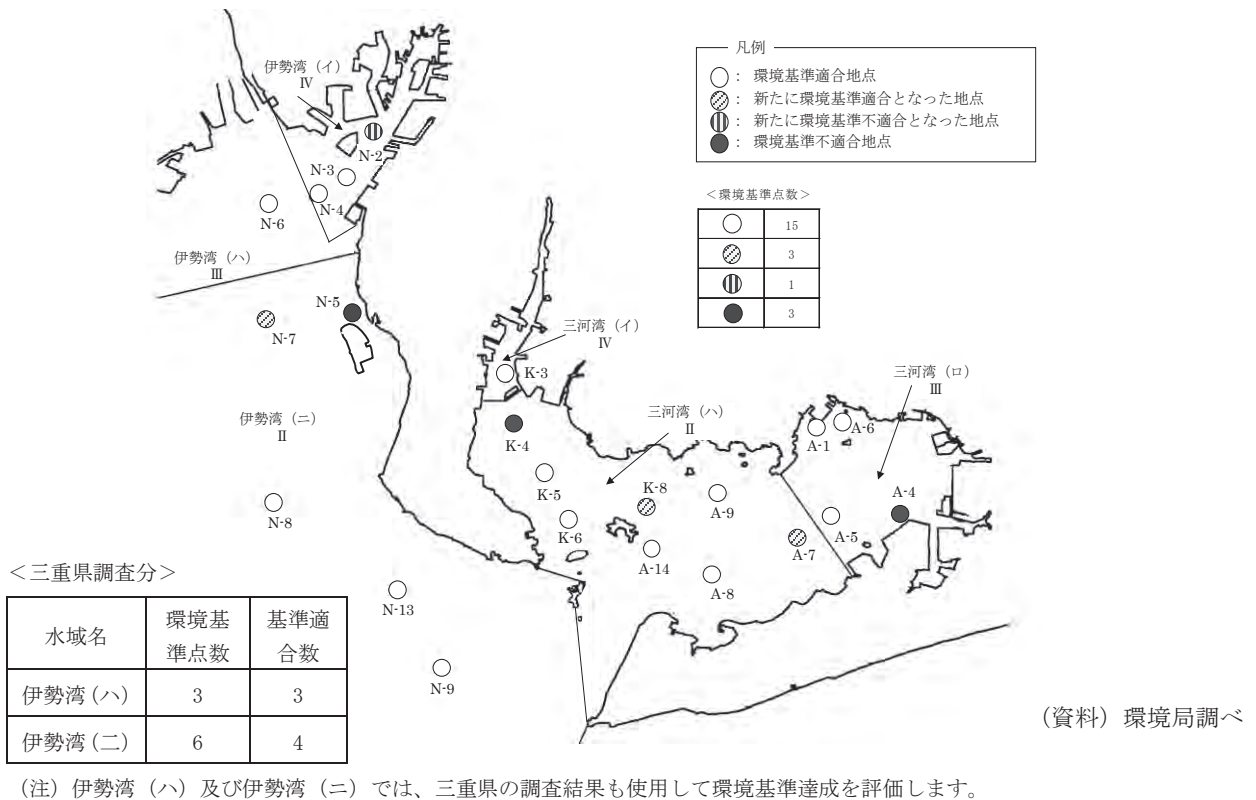 凡例
○： 環境基準適合地点
： 新たに環境基準適合となった地点
： 新たに環境基準不適合となった地点
●： 環境基準不適合地点
＜環境基準点数＞
○ 15
3
1
● 3
伊勢湾（イ）
Ⅳ
N-2
N-3
N-4
N-6
伊勢湾（ハ）
Ⅲ
N-5
N-7
三河湾（イ）
Ⅳ
K-3
三河湾（ロ）
Ⅲ
伊勢湾（ニ）
Ⅱ
三河湾（ハ）
Ⅱ
K-4
A-1
A-6
K-5
K-8
A-9
A-4
N-8
K-6
A-14
A-7
A-5
A-8
N-13
N-9
＜三重県調査分＞
水域名 環境基準点数 基準適合数
伊勢湾(ハ) 3 3
伊勢湾(ニ) 6 4
（資料）環境局調べ
（注）伊勢湾（ハ）及び伊勢湾（ニ）では、三重県の調査結果も使用して環境基準達成を評価します。